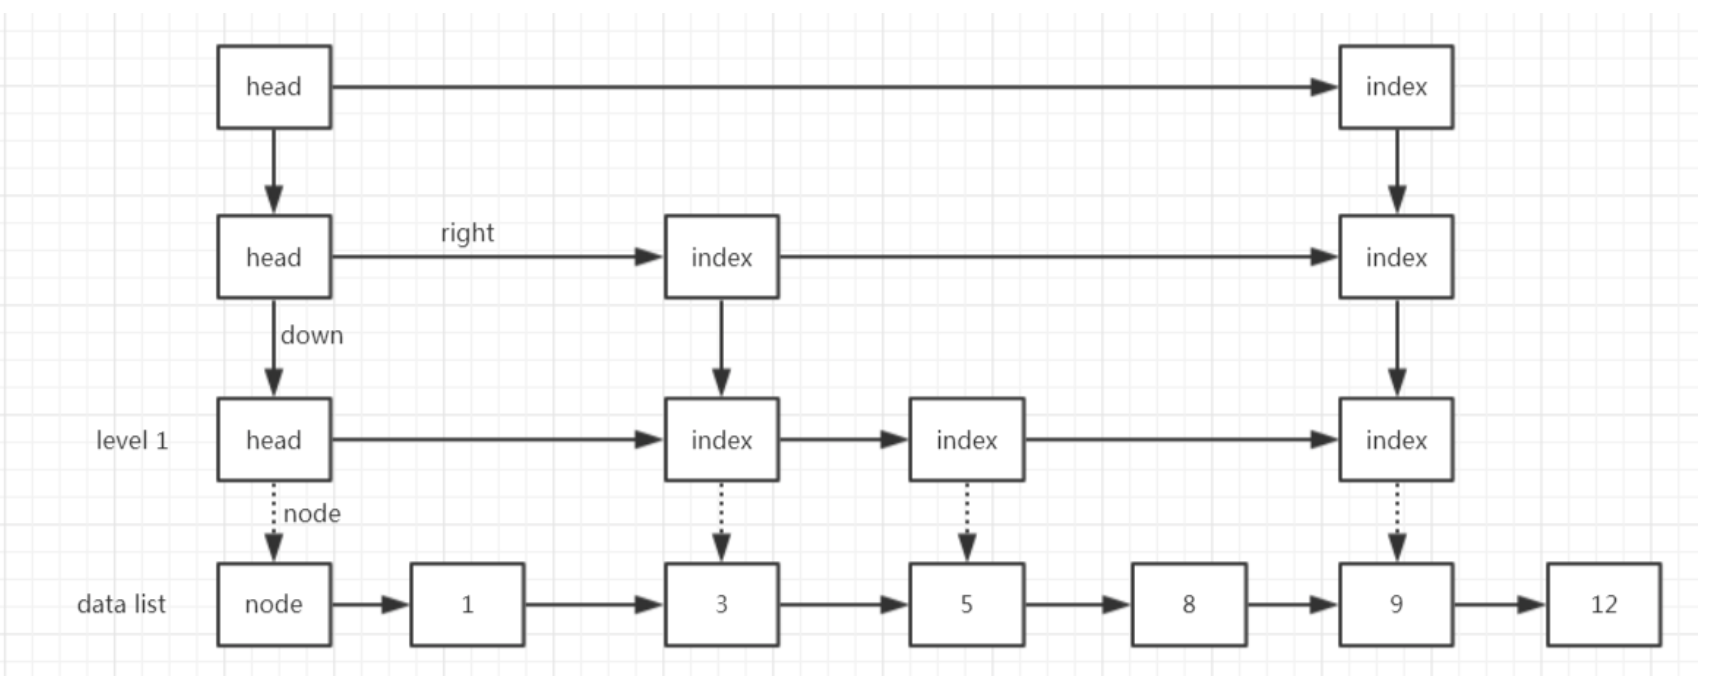 head
index
right
head
index
index
down
level 1
head
index
index
index
node
data list
node
1
3
5
8
9
12